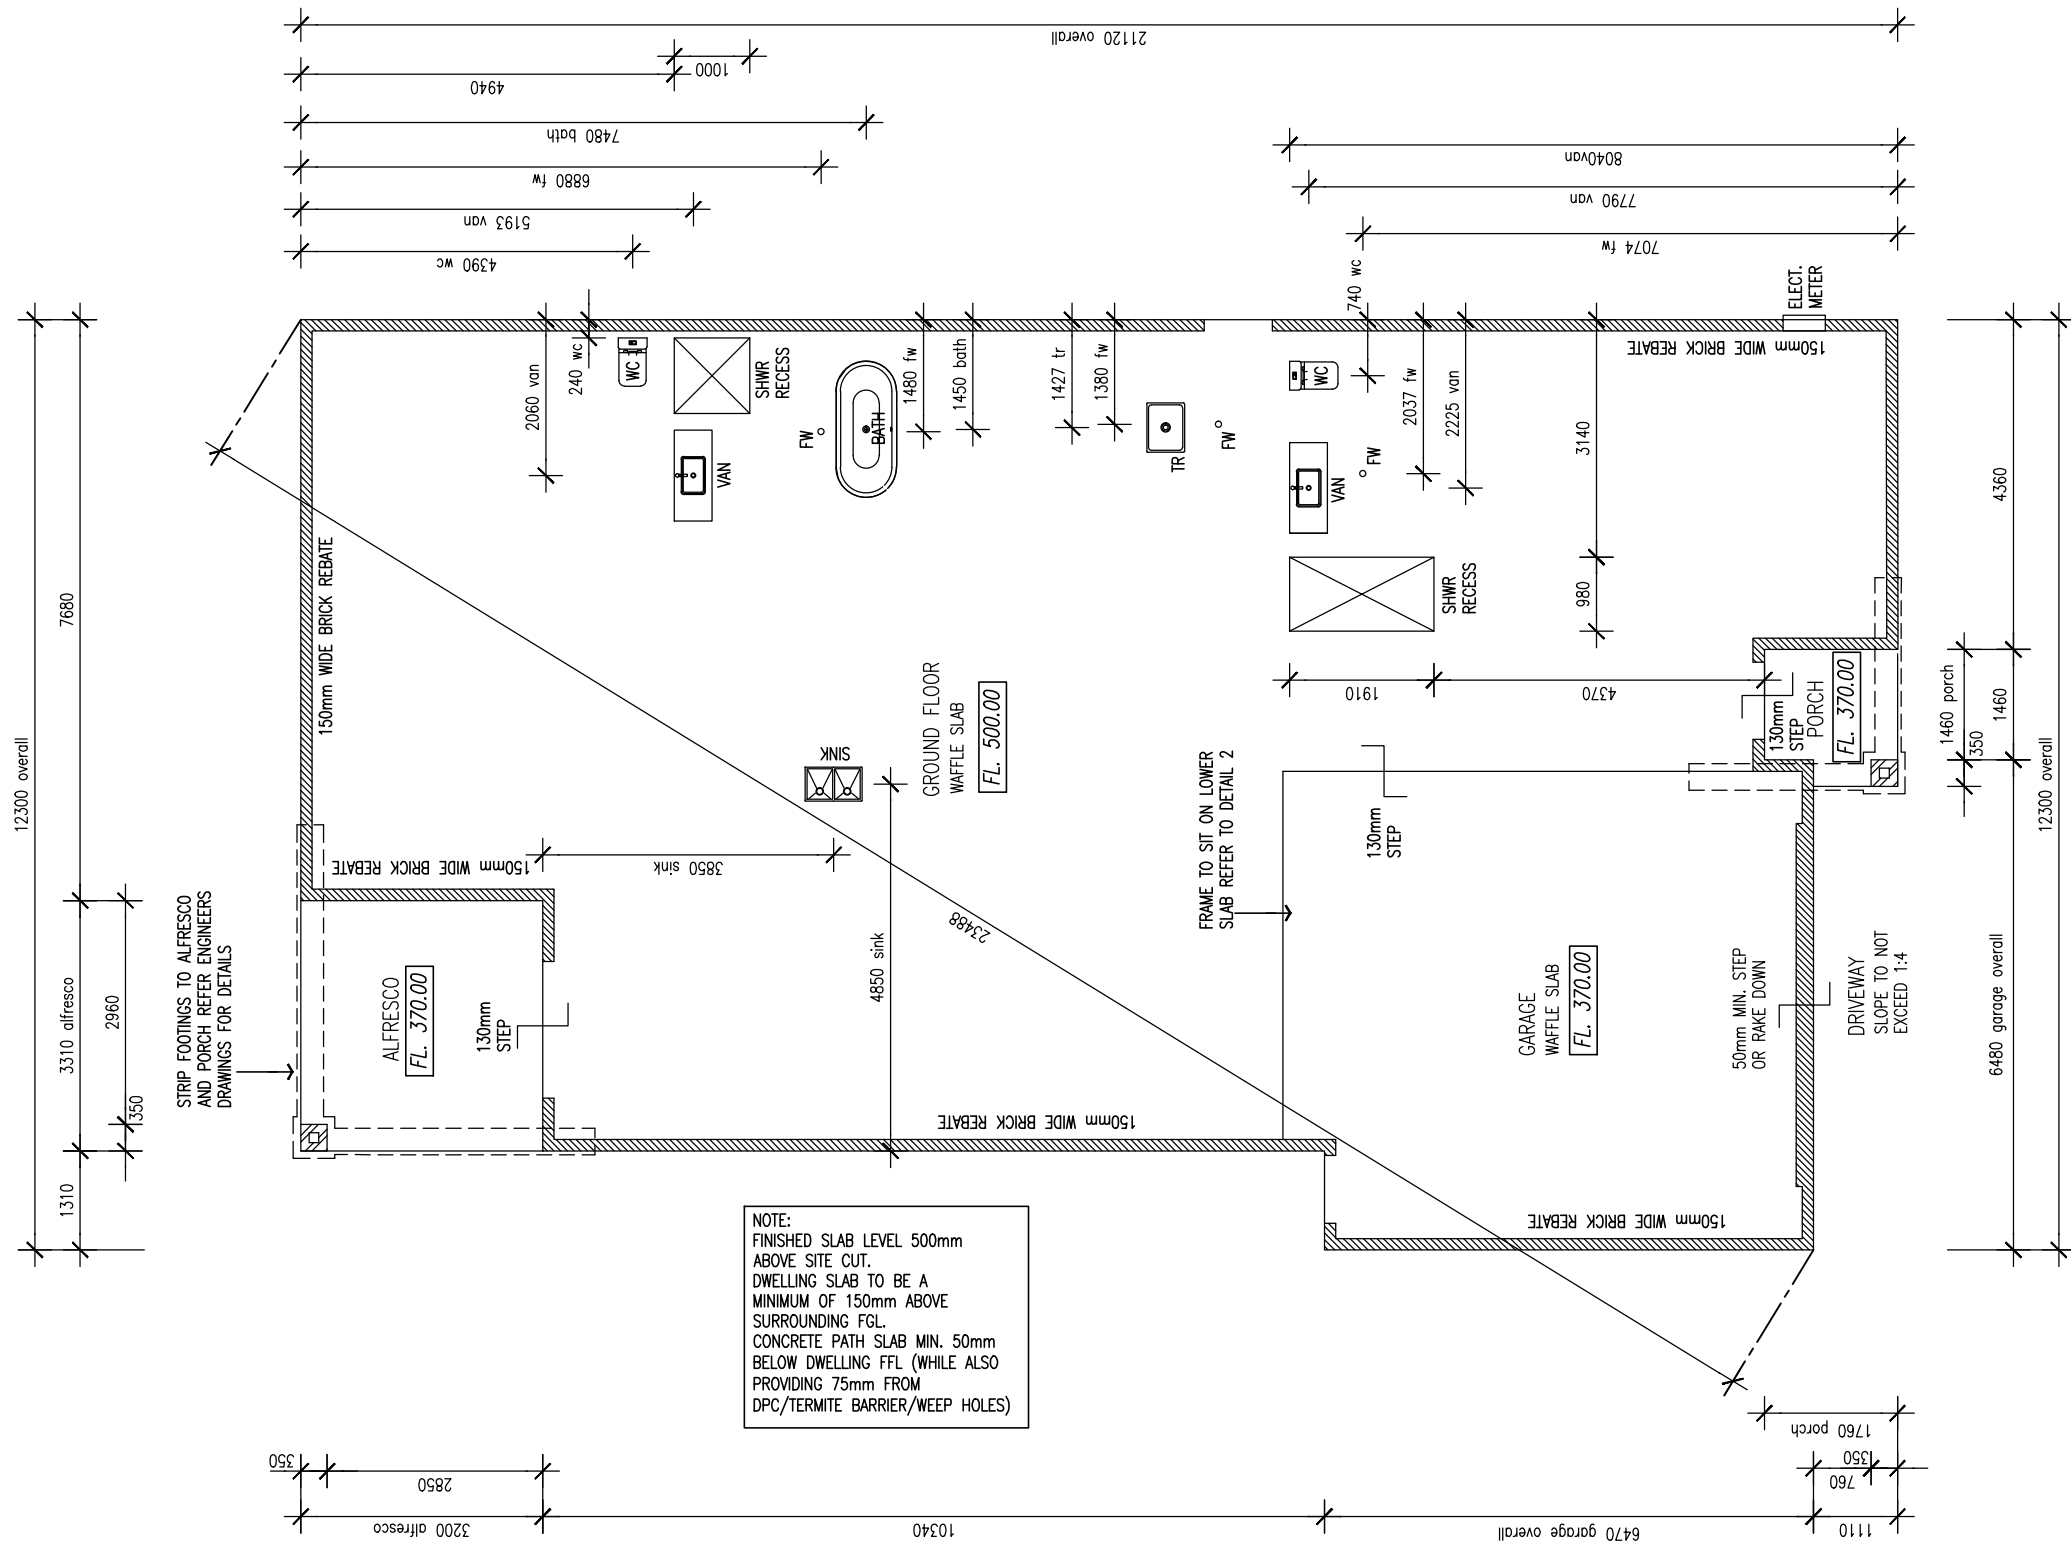 21120 overall
1000
4940
7480 bath
6880 fw
5193 van
4390 wc
8040van
7790 van
7074 fw
740 wc
ELECT.
METER
12300 overall
7680
3310 alfresco
1310
2960
350
STRIP FOOTINGS TO ALFRESCO
AND PORCH REFER ENGINEERS
DRAWINGS FOR DETAILS
150mm WIDE BRICK REBATE
150mm WIDE BRICK REBATE
2060 van
240 wc
WC
SHWR
RECESS
VAN
FW
BATH
1480 fw
1450 bath
1427 tr
1380 fw
TR
FW
WC
VAN
FW
2037 fw
2225 van
3140
980
150mm WIDE BRICK REBATE
SHWR
RECESS
1910
4370
SINK
3850 sink
4850 sink
GROUND FLOOR
WAFFLE SLAB
FL. 500.00
23488
FRAME TO SIT ON LOWER
SLAB REFER TO DETAIL 2
130mm
STEP
130mm
STEP
PORCH
FL. 370.00
ALFRESCO
FL. 370.00
130mm
STEP
GARAGE
WAFFLE SLAB
FL. 370.00
50mm MIN. STEP
OR RAKE DOWN
DRIVEWAY
SLOPE TO NOT
EXCEED 1:4
150mm WIDE BRICK REBATE
150mm WIDE BRICK REBATE
4360
1460 porch
350
1460
6480 garage overall
12300 overall
NOTE:
FINISHED SLAB LEVEL 500mm
ABOVE SITE CUT.
DWELLING SLAB TO BE A
MINIMUM OF 150mm ABOVE
SURROUNDING FGL.
CONCRETE PATH SLAB MIN. 50mm
BELOW DWELLING FFL (WHILE ALSO
PROVIDING 75mm FROM
DPC/TERMITE BARRIER/WEEP HOLES)
1760 porch
350
2850
350
760
3200 alfresco
10340
6470 garage overall
1110